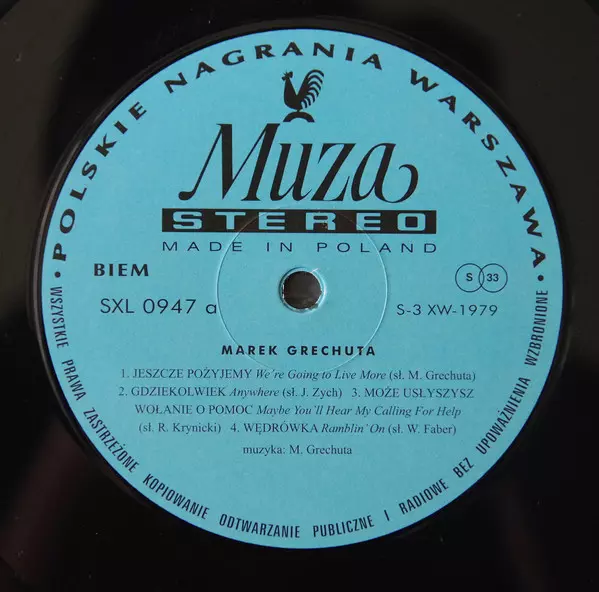 • POLSKIE NAGRANIA WARSZAWA •
Muza
STEREO
MADE IN POLAND
BIEM
S 33
SXL 0947 a
S-3 XW-1979
MAREK GRECHUTA
1. JESZCZE POŻYJEMY We´re Going to Live More (sł. M. Grechuta)
2. GDZIEKOLWIEK Anywhere (sł. J. Zych) 3. MOŻE USŁYSZYSZ
WOŁANIE O POMOC Maybe You´ll Hear My Calling For Help
(sł. R. Krynicki) 4. WĘDRÓWKA Ramblin´On (sł. W. Faber)
muzyka: M. Grechuta
WSZYSTKIE PRAWA ZASTRZEŻONE KOPIOWANIE ODTWARZANIE PUBLICZNE I RADIOWE BEZ UPOWAŻNIENIA WZBRONIONE